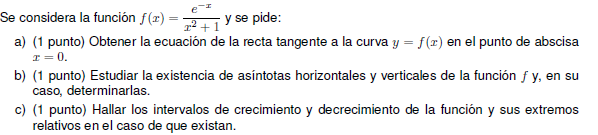 Se considera la función f(x) = e^{-x} / (x² + 1) y se pide:
a) (1 punto) Obtener la ecuación de la recta tangente a la curva y = f(x) en el punto de abscisa
x = 0.
b) (1 punto) Estudiar la existencia de asíntotas horizontales y verticales de la función f y, en su
caso, determinarlas.
c) (1 punto) Hallar los intervalos de crecimiento y decrecimiento de la función y sus extremos
relativos en el caso de que existan.